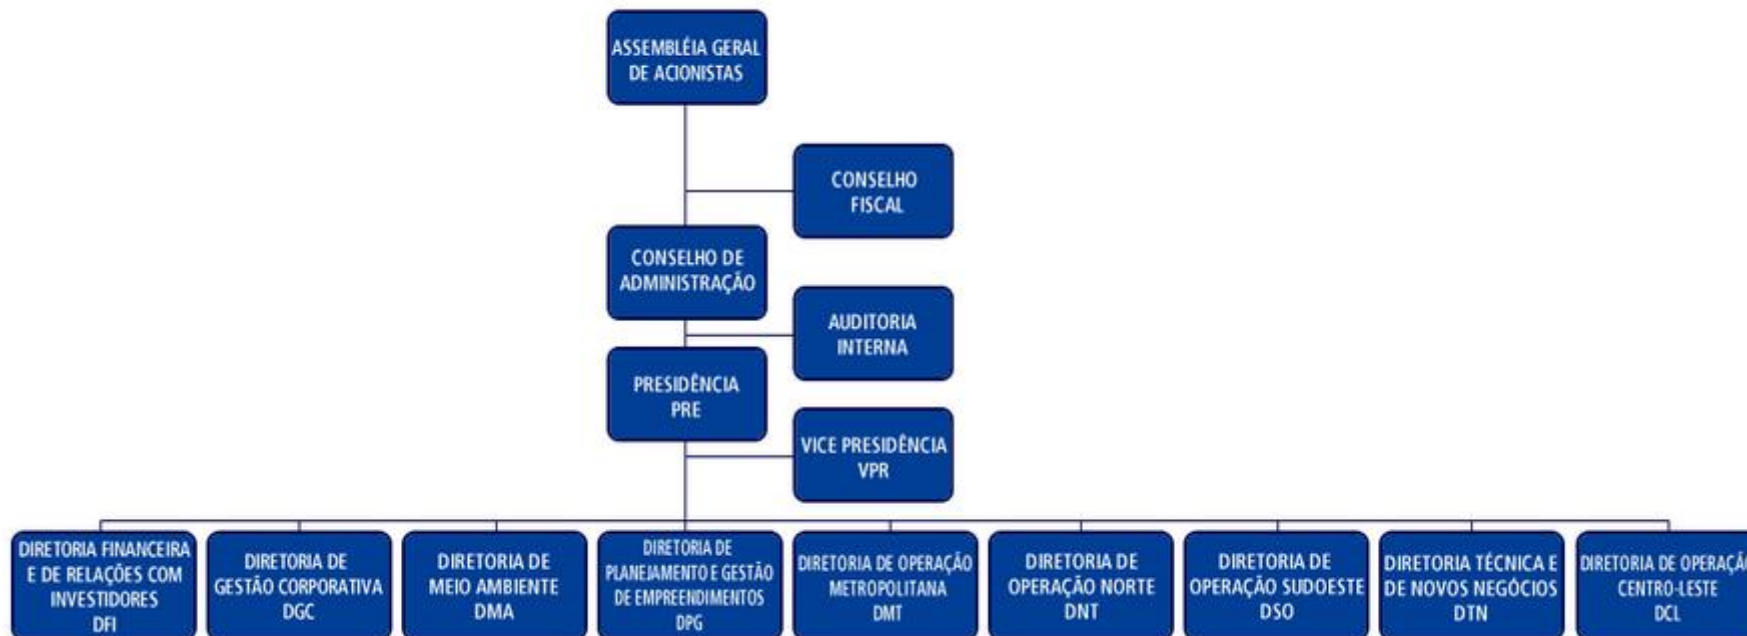 ASSEMBLÉIA GERAL
DE ACIONISTAS
CONSELHO
FISCAL
CONSELHO DE
ADMINISTRAÇÃO
AUDITORIA
INTERNA
PRESIDÊNCIA
PRE
VICE PRESIDÊNCIA
VPR
DIRETORIA FINANCEIRA
E DE RELAÇÕES COM
INVESTIDORES
DFI
DIRETORIA DE
GESTÃO CORPORATIVA
DGC
DIRETORIA DE
MEIO AMBIENTE
DMA
DIRETORIA DE
PLANEJAMENTO E GESTÃO
DE EMPREENDIMENTOS
DPG
DIRETORIA DE OPERAÇÃO
METROPOLITANA
DMT
DIRETORIA DE
OPERAÇÃO NORTE
DNT
DIRETORIA DE
OPERAÇÃO SUDOESTE
DSO
DIRETORIA TÉCNICA E
DE NOVOS NEGÓCIOS
DTN
DIRETORIA DE OPERAÇÃO
CENTRO-LESTE
DCL